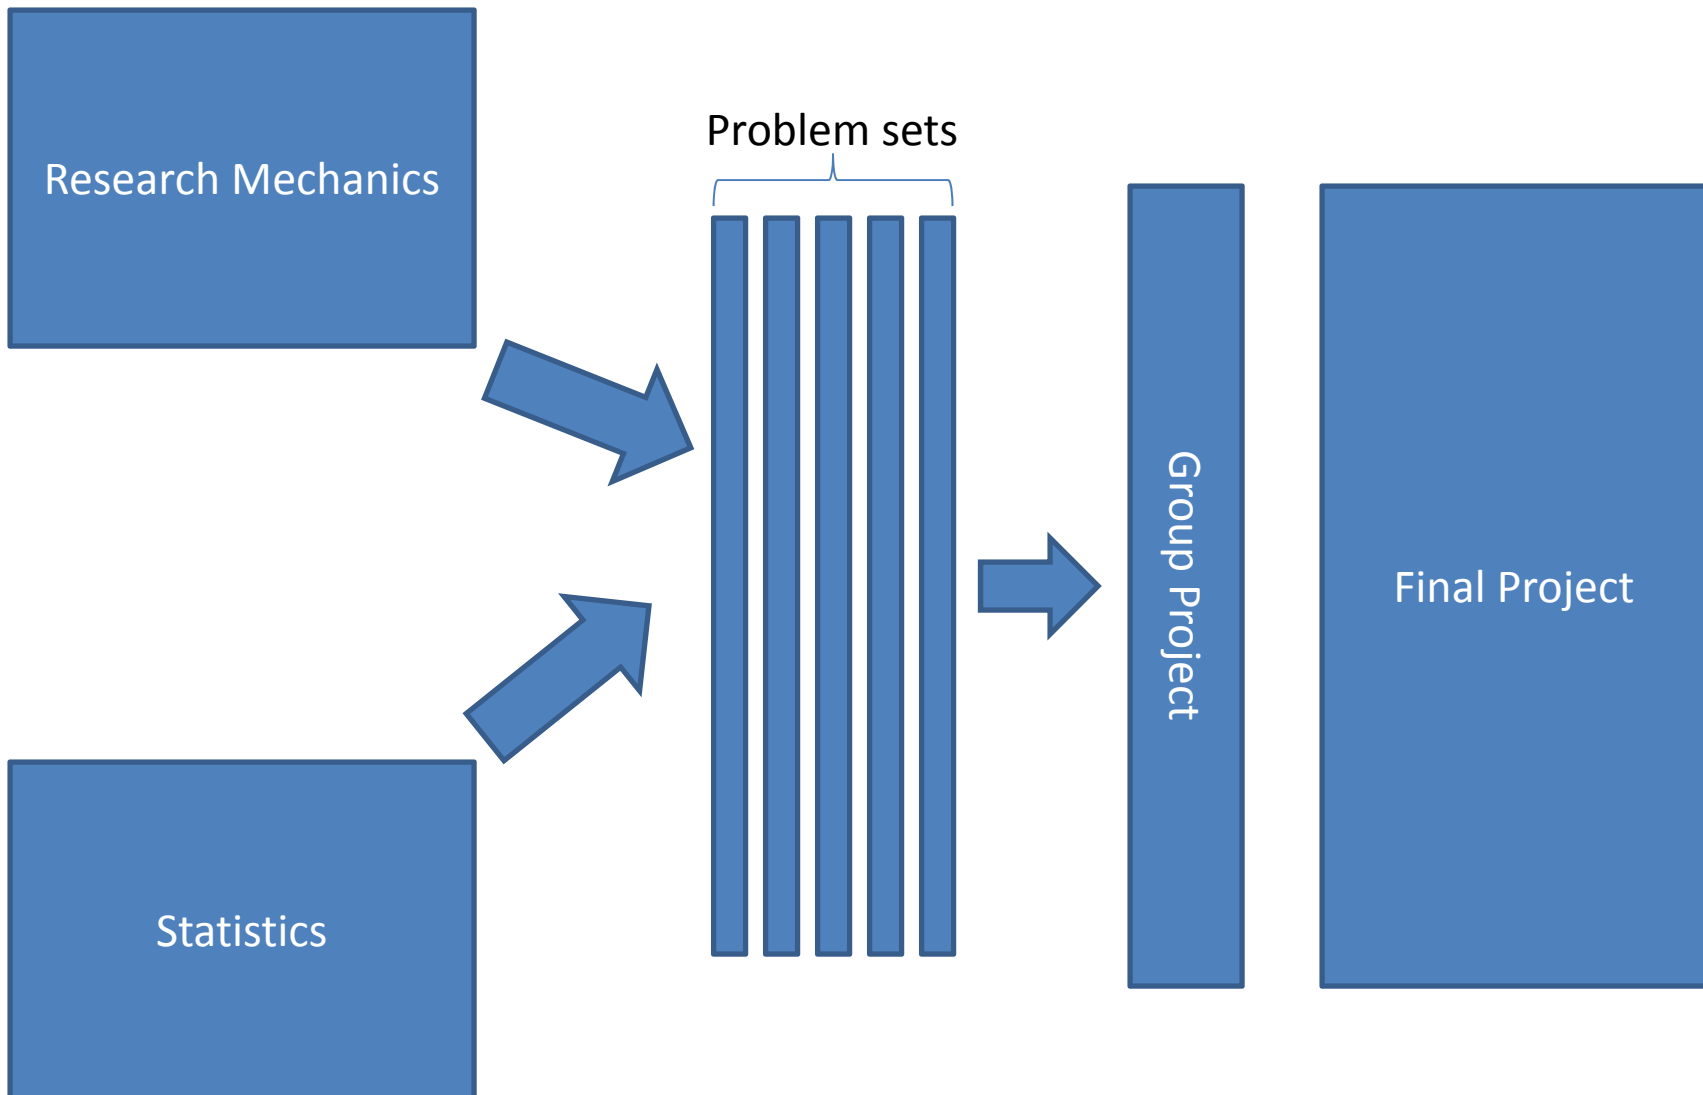 Research Mechanics
Problem sets
Group Project
Final Project
Statistics